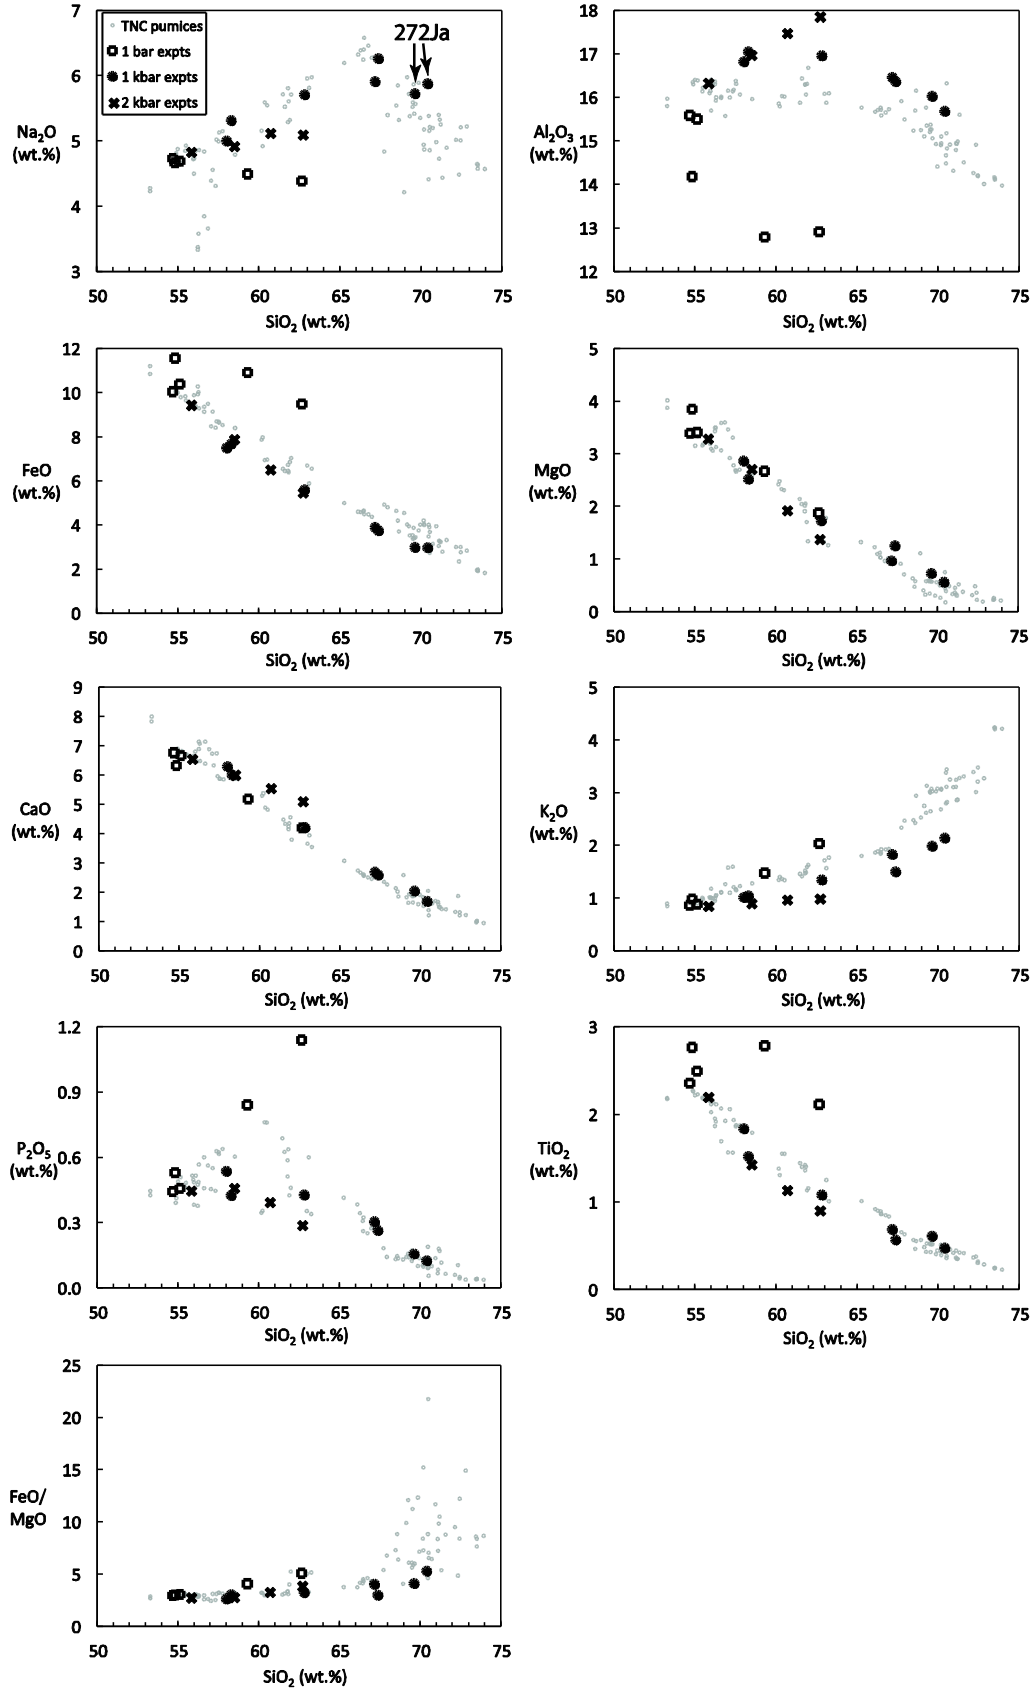 7
6
5
4
3
Na₂O
(wt.%)
TNC pumices
1 bar expts
1 kbar expts
2 kbar expts
272Ja
50 55 60 65 70 75
SiO₂ (wt.%)
18
17
16
15
14
13
12
Al₂O₃
(wt.%)
50 55 60 65 70 75
SiO₂ (wt.%)
12
10
8
6
4
2
0
FeO
(wt.%)
50 55 60 65 70 75
SiO₂ (wt.%)
5
4
3
2
1
0
MgO
(wt.%)
50 55 60 65 70 75
SiO₂ (wt.%)
9
8
7
6
5
4
3
2
1
0
CaO
(wt.%)
50 55 60 65 70 75
SiO₂ (wt.%)
5
4
3
2
1
0
K₂O
(wt.%)
50 55 60 65 70 75
SiO₂ (wt.%)
1.2
0.9
0.6
0.3
0.0
P₂O₅
(wt.%)
50 55 60 65 70 75
SiO₂ (wt.%)
3
2
1
0
TiO₂
(wt.%)
50 55 60 65 70 75
SiO₂ (wt.%)
25
20
15
10
5
0
FeO/
MgO
50 55 60 65 70 75
SiO₂ (wt.%)